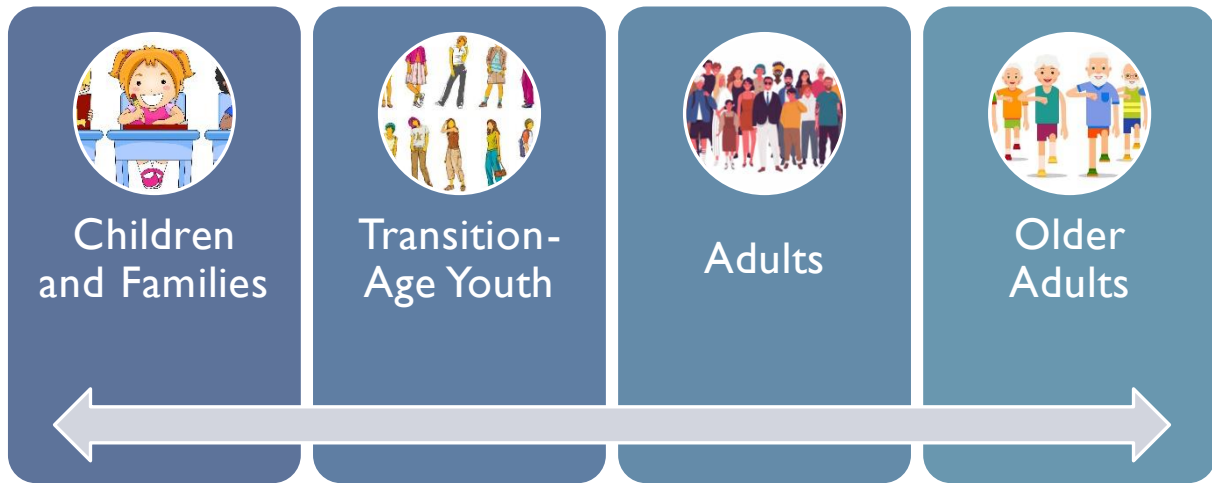 Children
and Families
Transition-
Age Youth
Adults
Older
Adults